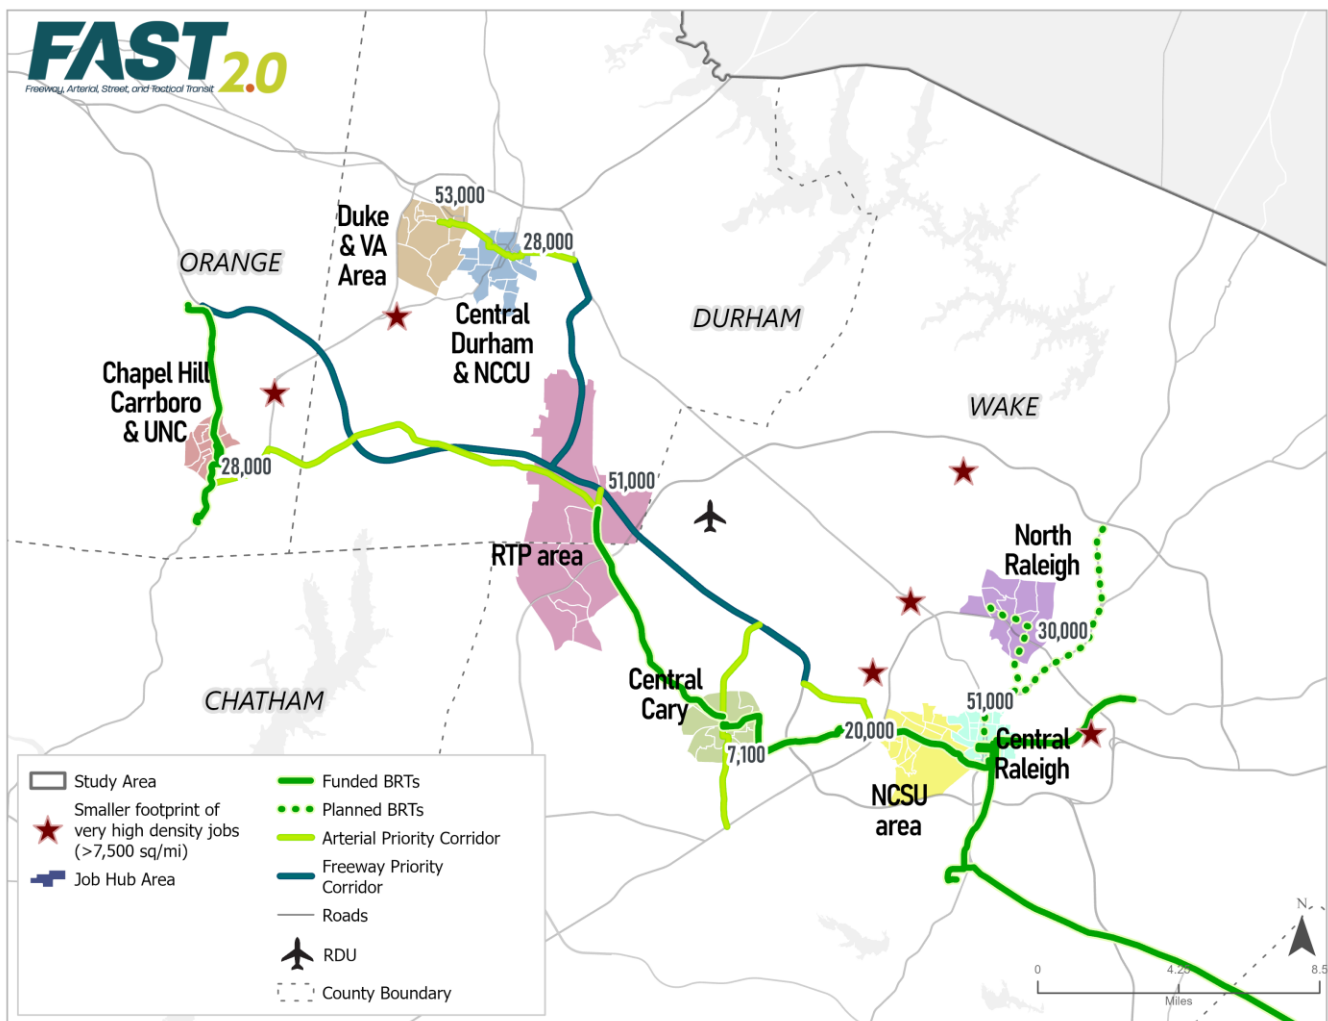 FAST 2.0
Freeway, Arterial, Street, and Tactical Transit
53,000
Duke
& VA
Area
28,000
ORANGE
Central
Durham
& NCCU
DURHAM
Chapel Hill
Carrboro
& UNC
28,000
WAKE
51,000
RTP area
North
Raleigh
30,000
CHATHAM
Central
Cary
7,100
51,000
20,000
Central
Raleigh
NCSU
area
Study Area
Smaller footprint of
very high density jobs
(>7,500 sq/mi)
Job Hub Area
Funded BRTs
Planned BRTs
Arterial Priority Corridor
Freeway Priority
Corridor
Roads
RDU
County Boundary
N
0 4.25 8.5
Miles